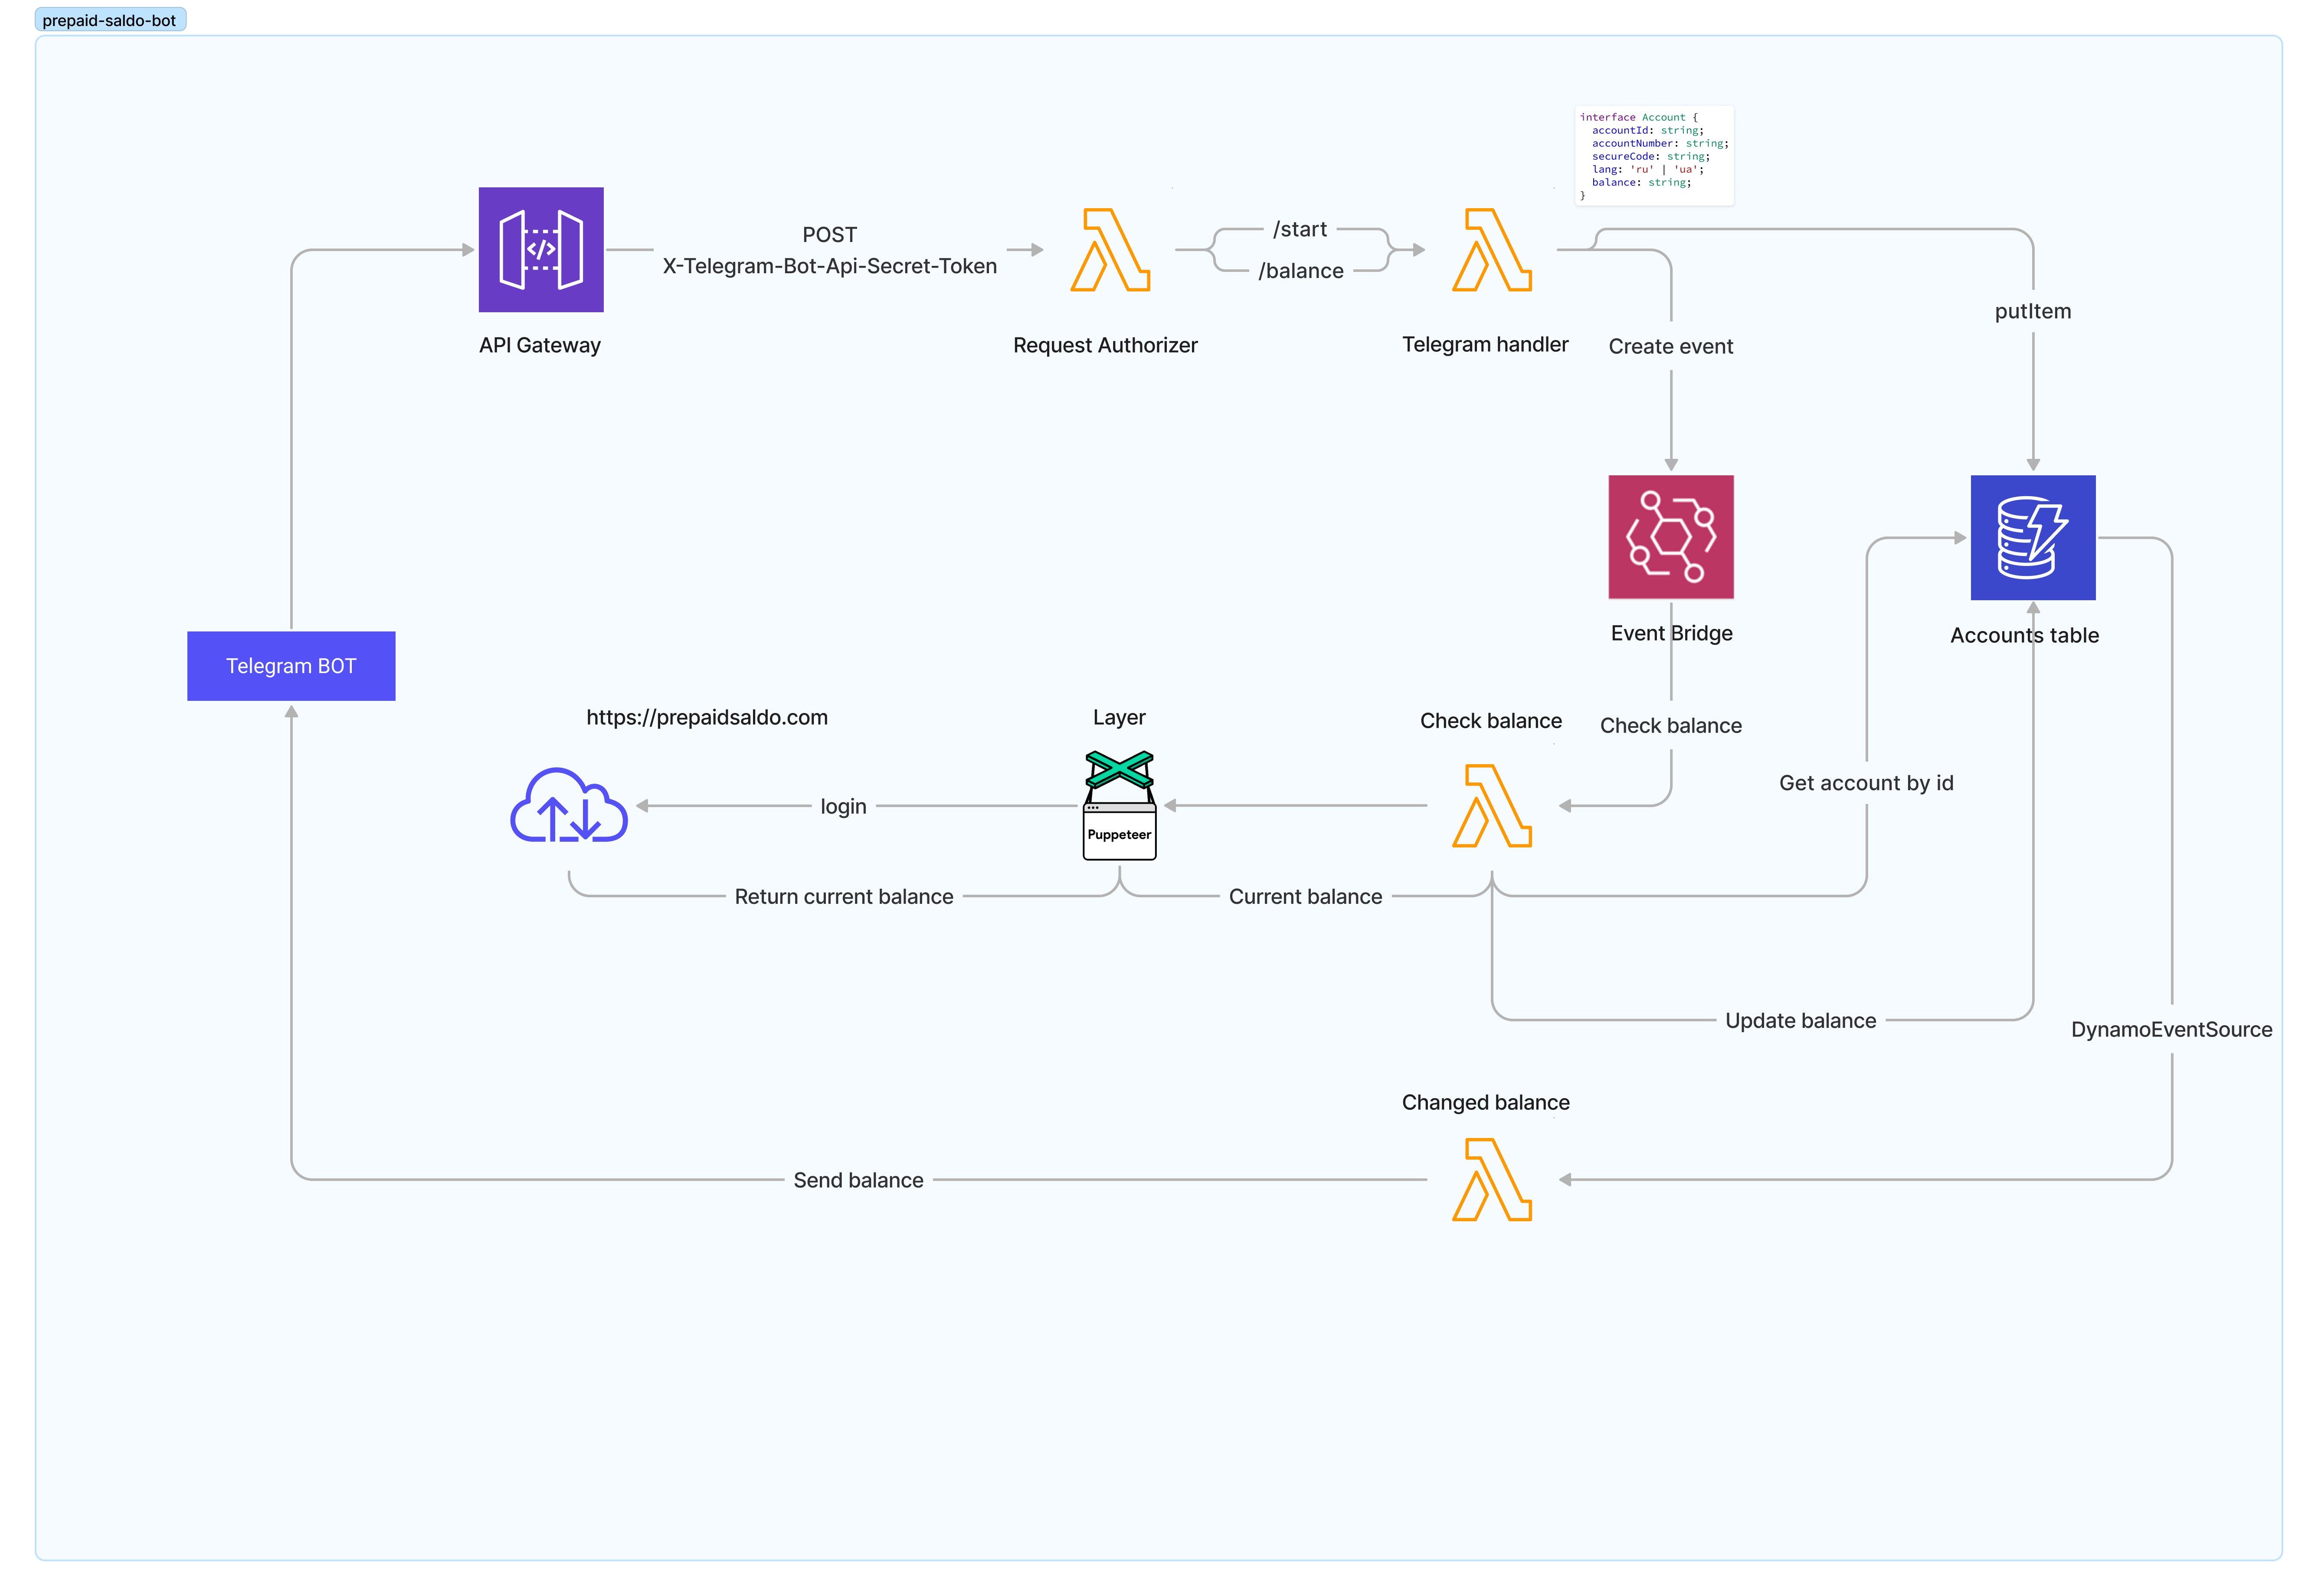 prepaid-saldo-bot
interface Account {
accountId: string;
accountNumber: string;
secureCode: string;
lang: 'ru' | 'ua';
balance: string;
}
POST
X-Telegram-Bot-Api-Secret-Token
/start
/balance
API Gateway
Request Authorizer
Telegram handler
Create event
putItem
Event Bridge
Accounts table
Telegram BOT
https://prepaidsaldo.com
Layer
Check balance
Check balance
Get account by id
login
Puppeteer
Return current balance
Current balance
Update balance
DynamoEventSource
Changed balance
Send balance